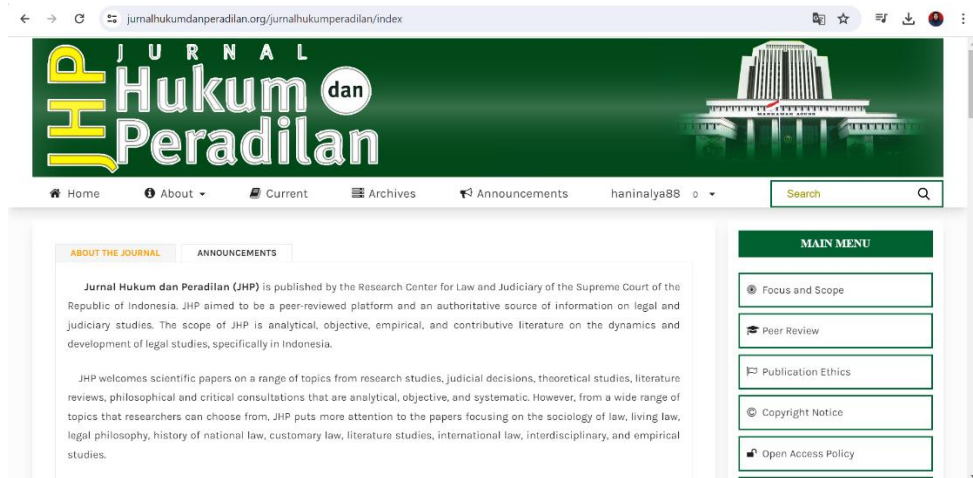 jurnalhukumdanperadilan.org/jurnalhukumperadilan/index
JHP
JURNAL
Hukum dan
Peradilan
MAHKAMAH AGUNG
Home About Current Archives Announcements haninalya88 0 Search
ABOUT THE JOURNAL ANNOUNCEMENTS
Jurnal Hukum dan Peradilan (JHP) is published by the Research Center for Law and Judiciary of the Supreme Court of the
Republic of Indonesia. JHP aimed to be a peer-reviewed platform and an authoritative source of information on legal and
judiciary studies. The scope of JHP is analytical, objective, empirical, and contributive literature on the dynamics and
development of legal studies, specifically in Indonesia.
JHP welcomes scientific papers on a range of topics from research studies, judicial decisions, theoretical studies, literature
reviews, philosophical and critical consultations that are analytical, objective, and systematic. However, from a wide range of
topics that researchers can choose from, JHP puts more attention to the papers focusing on the sociology of law, living law,
legal philosophy, history of national law, customary law, literature studies, international law, interdisciplinary, and empirical
studies.
MAIN MENU
Focus and Scope
Peer Review
Publication Ethics
Copyright Notice
Open Access Policy